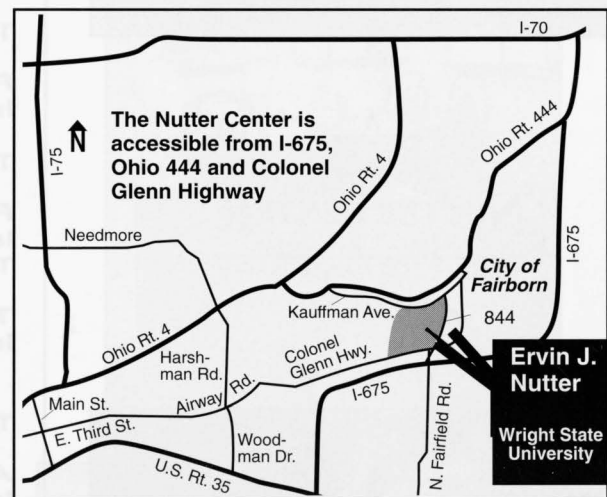 I-70
The Nutter Center is
accessible from I-675,
Ohio 444 and Colonel
Glenn Highway
N
I-75
Ohio Rt. 4
Ohio Rt. 444
I-675
Needmore
City of
Fairborn
Kauffman Ave.
844
Ohio Rt. 4
Harsh-
man Rd.
Colonel
Glenn Hwy.
Ervin J.
Nutter
Main St.
Airway Rd.
I-675
E. Third St.
Wood-
man Dr.
N. Fairfield Rd.
Wright State
University
U.S. Rt. 35